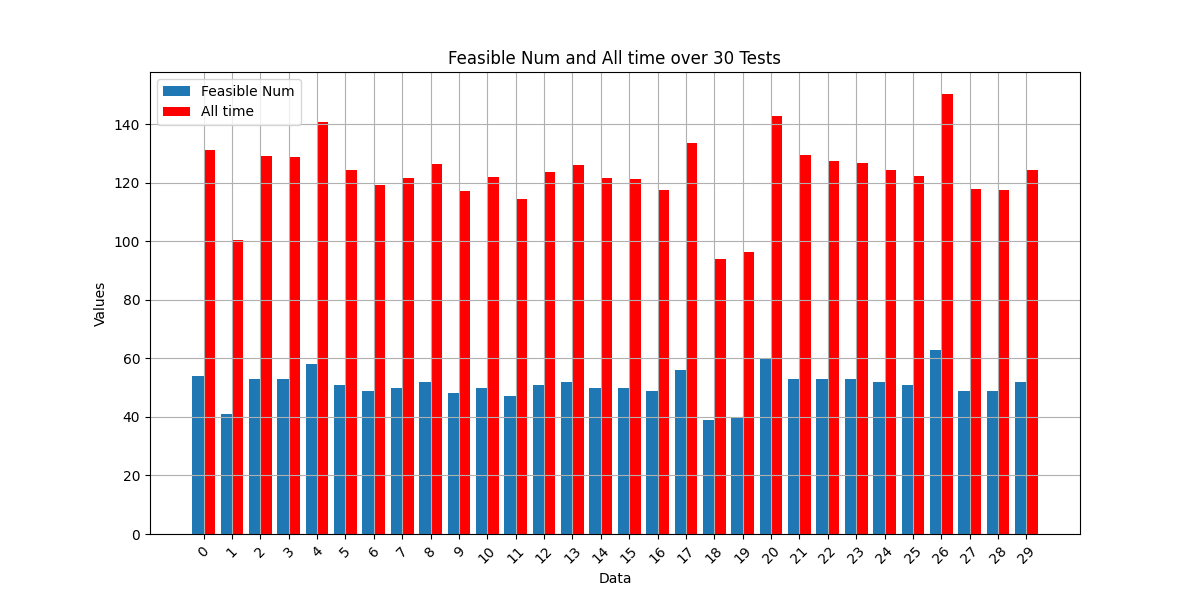 Feasible Num and All time over 30 Tests
Feasible Num
All time
140
120
100
80
60
40
20
0
Values
0 1 2 3 4 5 6 7 8 9 10 11 12 13 14 15 16 17 18 19 20 21 22 23 24 25 26 27 28 29
Data